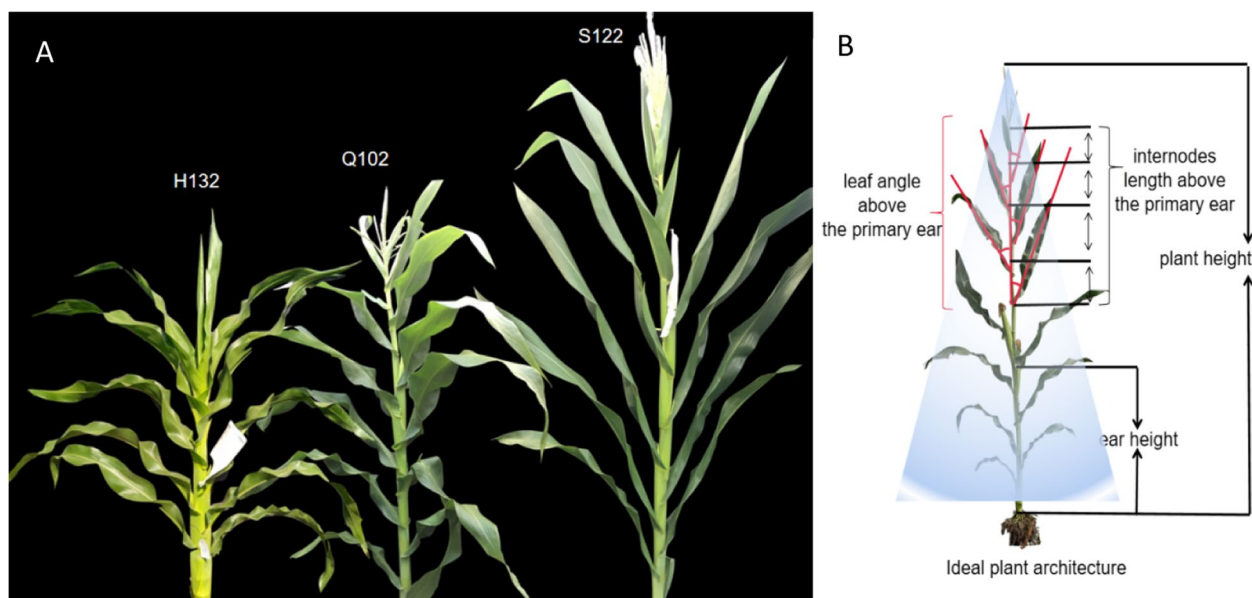 A
H132
Q102
S122
B
leaf angle
above
the primary ear
internodes
length above
the primary ear
plant height
ear height
Ideal plant architecture